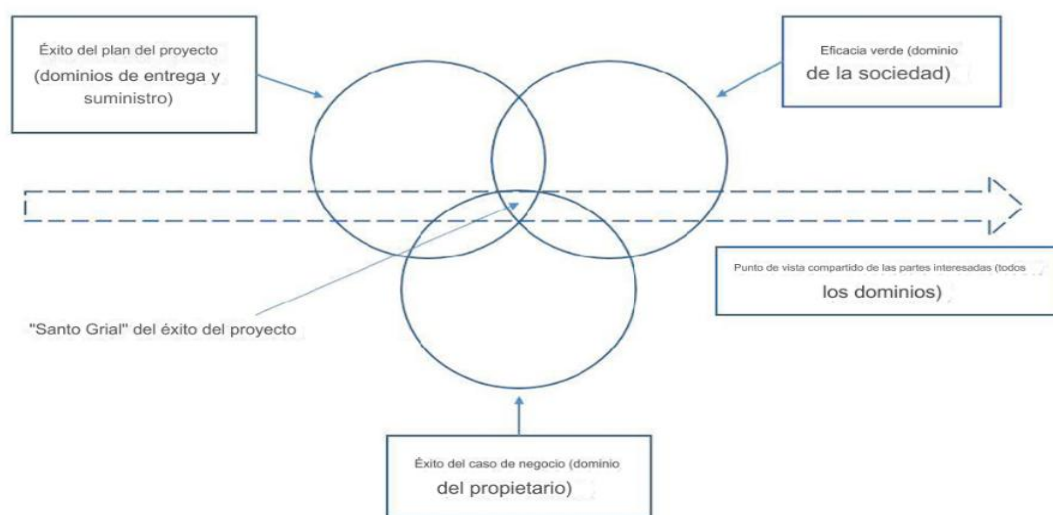 Éxito del plan del proyecto
(dominios de entrega y
suministro)
Eficacia verde (dominio
de la sociedad)
Punto de vista compartido de las partes interesadas (todos
los dominios)
"Santo Grial" del éxito del proyecto
Éxito del caso de negocio (dominio
del propietario)